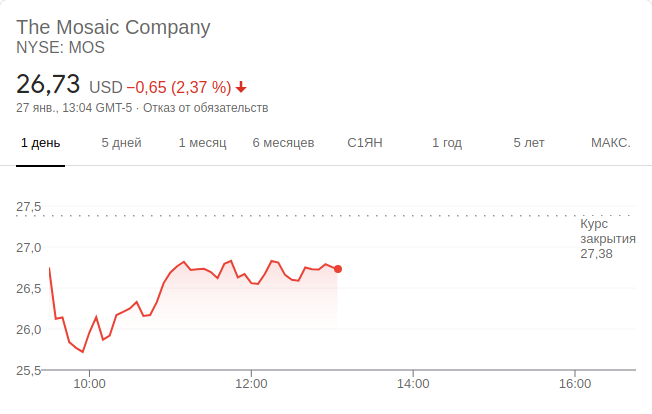 The Mosaic Company
NYSE: MOS
26,73 USD −0,65 (2,37 %)
27 янв., 13:04 GMT-5 · Отказ от обязательств
1 день 5 дней 1 месяц 6 месяцев С1ЯН 1 год 5 лет МАКС.
27,5
Курс
закрытия
27,38
27,0
26,5
26,0
25,5
10:00 12:00 14:00 16:00